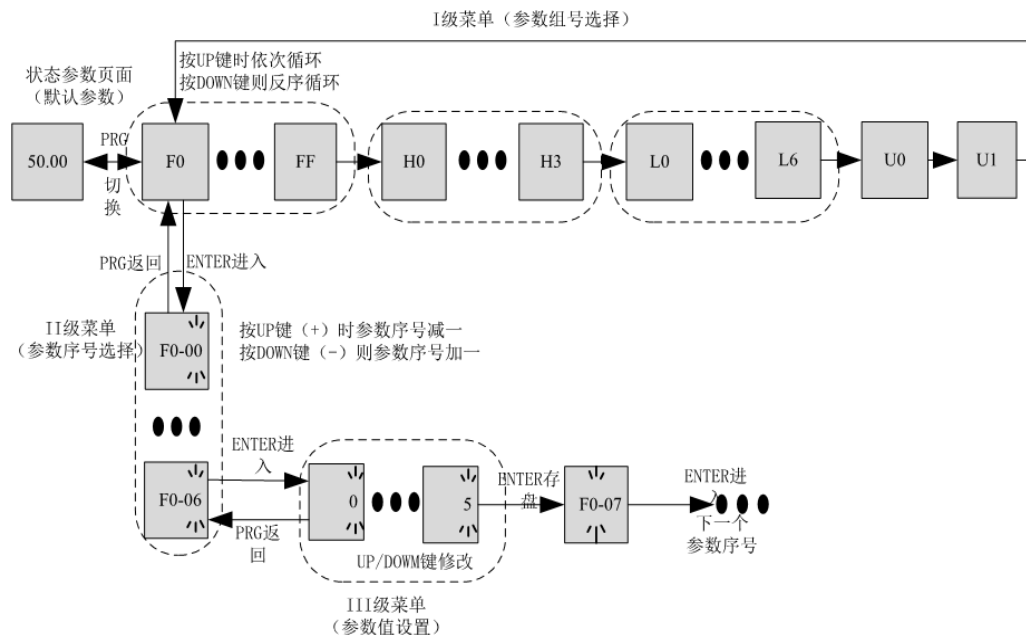 I级菜单（参数组号选择）
按UP键时依次循环
按DOWN键则反序循环
状态参数页面
（默认参数）
50.00
PRG
切
换
F0
FF
H0
H3
L0
L6
U0
U1
PRG返回
ENTER进入
II级菜单
（参数序号选择）
F0-00
按UP键（+）时参数序号减一
按DOWN键（-）则参数序号加一
F0-06
ENTER进
入
PRG返
回
0
5
UP/DOWM键修改
III级菜单
（参数值设置）
ENTER存
盘
F0-07
ENTER进
入
下一个
参数序号